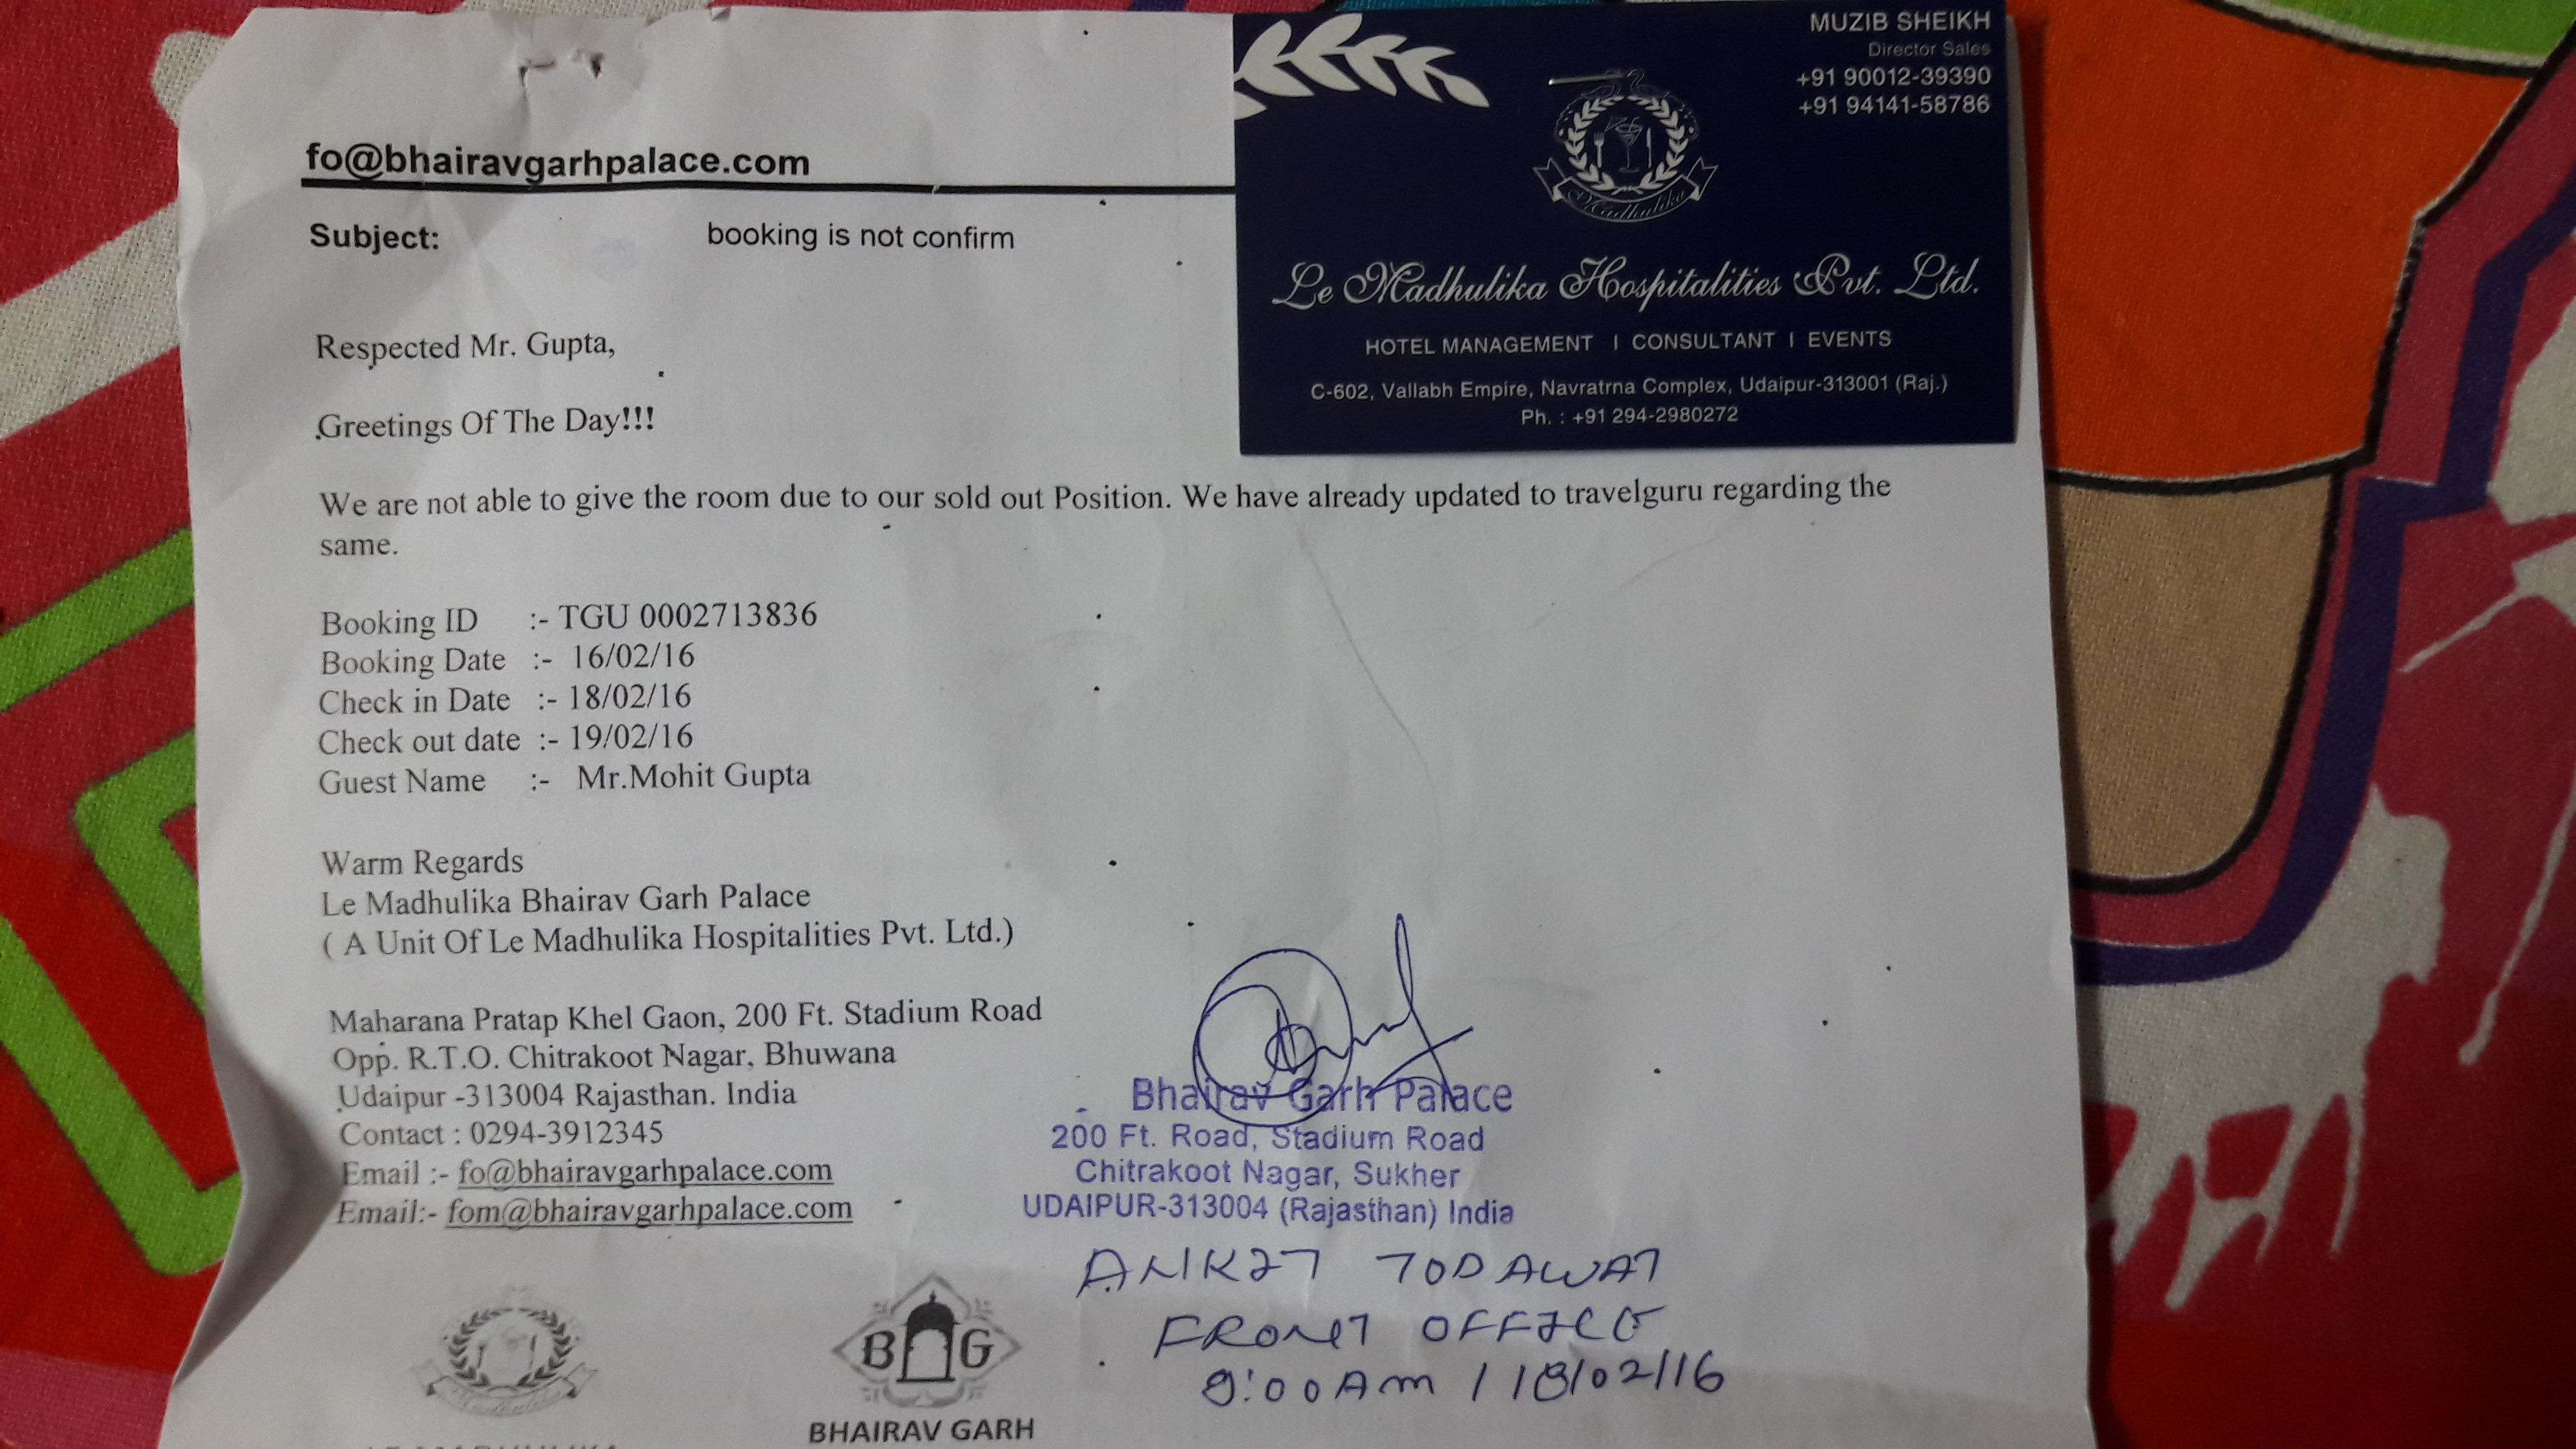 fo@bhairavgarhpalace.com
Subject: booking is not confirm
Respected Mr. Gupta,
Greetings Of The Day!!!
We are not able to give the room due to our sold out Position. We have already updated to travelguru regarding the
same.
Booking ID :- TGU 0002713836
Booking Date :- 16/02/16
Check in Date :- 18/02/16
Check out date :- 19/02/16
Guest Name :- Mr.Mohit Gupta
Warm Regards
Le Madhulika Bhairav Garh Palace
( A Unit Of Le Madhulika Hospitalities Pvt. Ltd.)
Maharana Pratap Khel Gaon, 200 Ft. Stadium Road
Opp. R.T.O. Chitrakoot Nagar, Bhuwana
Udaipur -313004 Rajasthan. India
Contact : 0294-3912345
Email :- fo@bhairavgarhpalace.com
Email:- fom@bhairavgarhpalace.com
Bhairav Garh Palace
200 Ft. Road, Stadium Road
Chitrakoot Nagar, Sukher
UDAIPUR-313004 (Rajasthan) India
ANKIT TODAWAT
FRONT OFFICE
:00 AM / 18/02/16
B G
BHAIRAV GARH
MUZIB SHEIKH
Director Sales
+91 90012-39390
+91 94141-58786
Madhulika
Le Madhulika Hospitalities Pvt. Ltd.
HOTEL MANAGEMENT | CONSULTANT | EVENTS
C-602, Vallabh Empire, Navratrna Complex, Udaipur-313001 (Raj.)
Ph. : +91 294-2980272